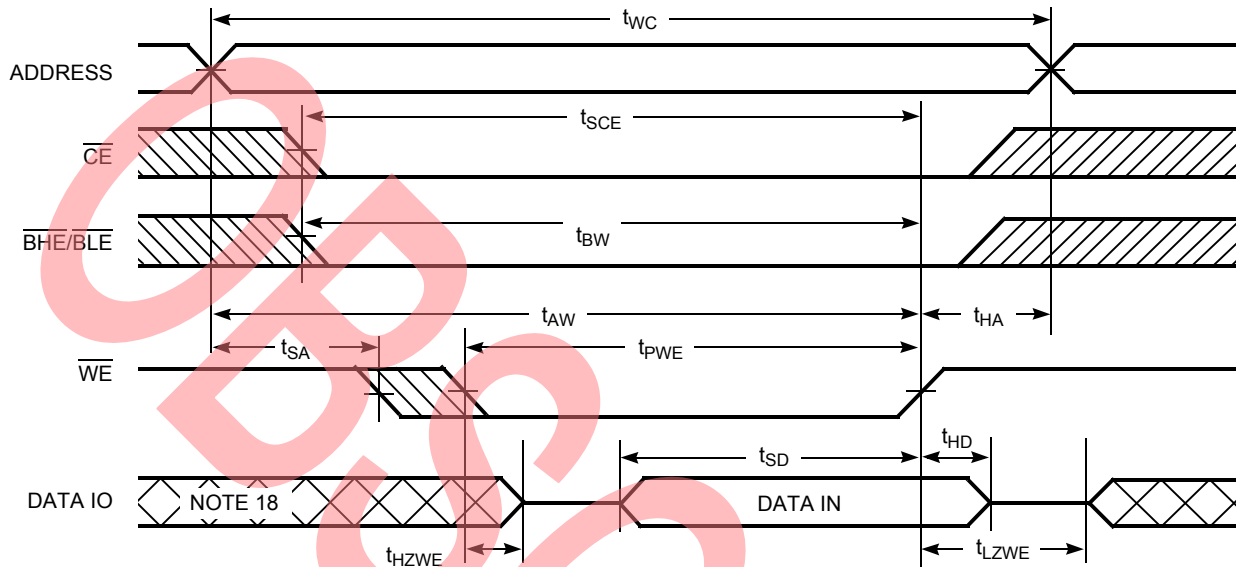 tWC
ADDRESS
tSCE
CE
BHE/BLE
tBW
tAW
tHA
tSA
tPWE
WE
tHD
tSD
DATA IO
NOTE 18
DATA IN
tHZWE
tLZWE